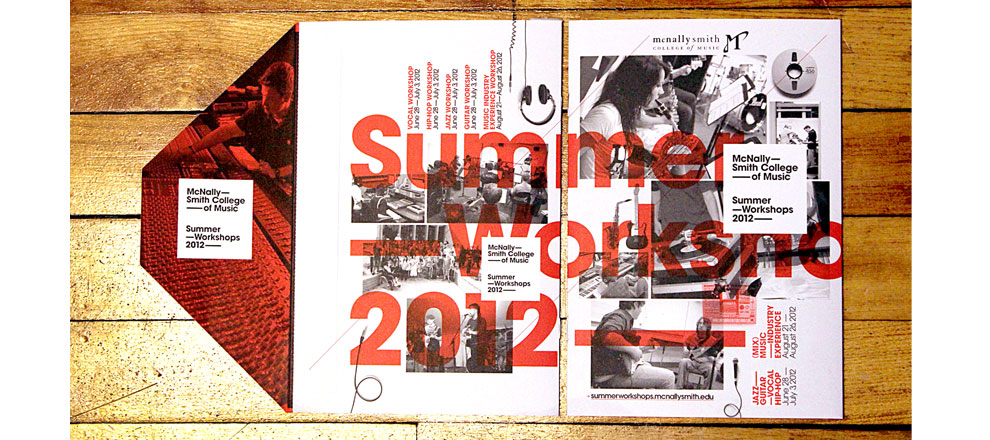 McNally—
Smith College
—of Music
Summer
—Workshops
2012—
VOCAL WORKSHOP
June 28 — July 3, 2012
HIP-HOP WORKSHOP
June 28 — July 3, 2012
JAZZ WORKSHOP
June 28 — July 3, 2012
GUITAR WORKSHOP
June 28 — July 3, 2012
MUSIC INDUSTRY
EXPERIENCE WORKSHOP
August 21—August 26, 2012
Summer
—Worksho
2012——
McNally—
Smith College
—of Music
Summer
—Workshops
2012—
mcnally smith
COLLEGE of MUSIC
M
McNally—
Smith College
—of Music
Summer
—Workshops
2012—
(MIX)
MUSIC
—INDUSTRY
EXPERIENCE
August 21 —
August 26, 2012
JAZZ—
GUITAR
—VOCAL
HIP-HOP
June 28 —
July 3, 2012
summerworkshops.mcnallysmith.edu